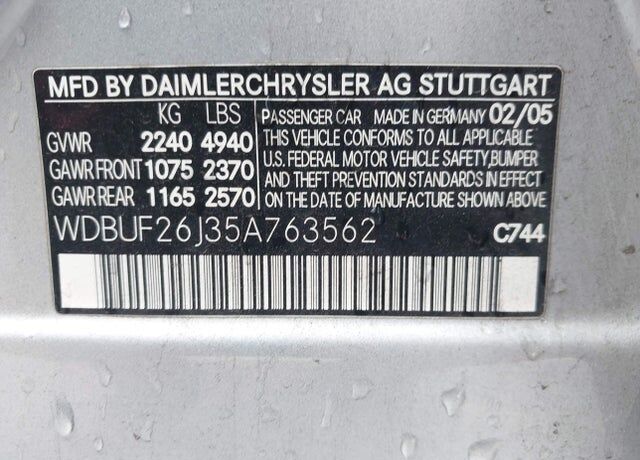 MFD BY DAIMLERCHRYSLER AG STUTTGART
KG LBS
GVWR 2240 4940
GAWR FRONT 1075 2370
GAWR REAR 1165 2570
PASSENGER CAR MADE IN GERMANY 02/05
THIS VEHICLE CONFORMS TO ALL APPLICABLE
U.S. FEDERAL MOTOR VEHICLE SAFETY, BUMPER
AND THEFT PREVENTION STANDARDS IN EFFECT
ON THE DATE OF MANUFACTURE SHOWN ABOVE
WDBUF26J35A763562 C744